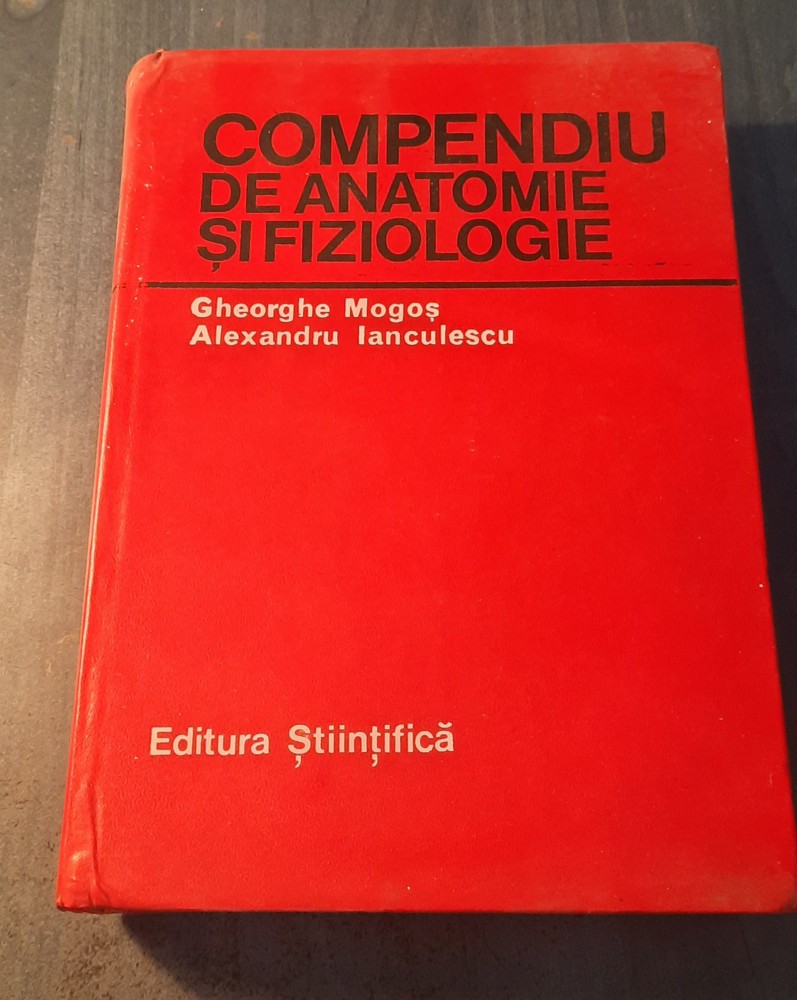 COMPENDIU
DE ANATOMIE
ȘI FIZIOLOGIE
Gheorghe Mogoș
Alexandru Ianculescu
Editura Științifică